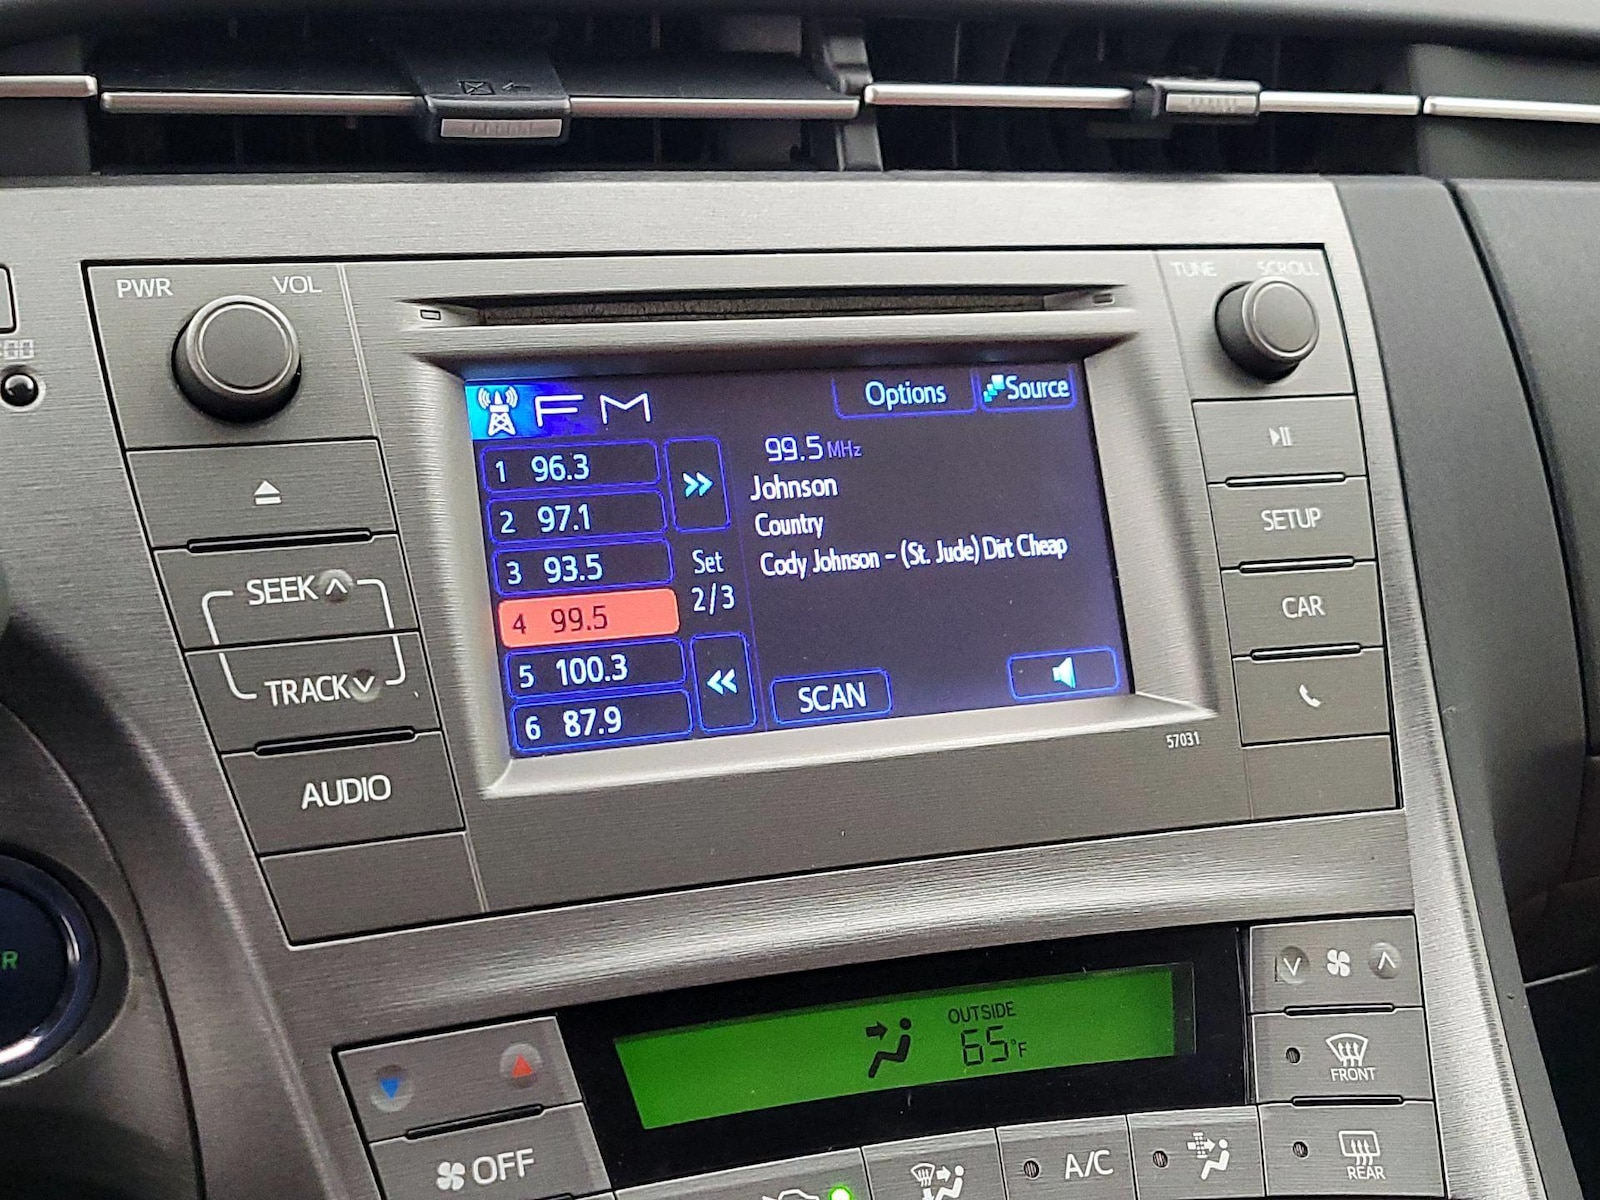 PWR VOL
TUNE SCROLL
:00
FM
Options
Source
1 96.3
2 97.1
3 93.5
4 99.5
5 100.3
6 87.9
Set
2/3
99.5 MHz
Johnson
Country
Cody Johnson - (St. Jude) Dirt Cheap
SCAN
57031
SEEK
TRACK
AUDIO
SETUP
CAR
R
OUTSIDE
65°F
FRONT
OFF
A/C
REAR